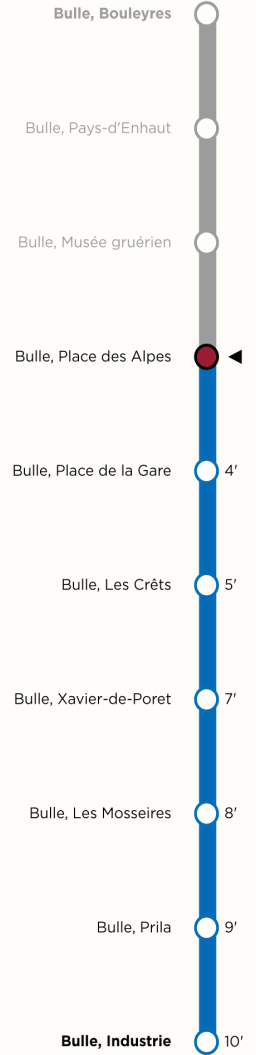 Bulle, Bouleyres
Bulle, Pays-d'Enhaut
Bulle, Musée gruérien
Bulle, Place des Alpes
Bulle, Place de la Gare 4'
Bulle, Les Crêts 5'
Bulle, Xavier-de-Poret 7'
Bulle, Les Mosseires 8'
Bulle, Prila 9'
Bulle, Industrie 10'